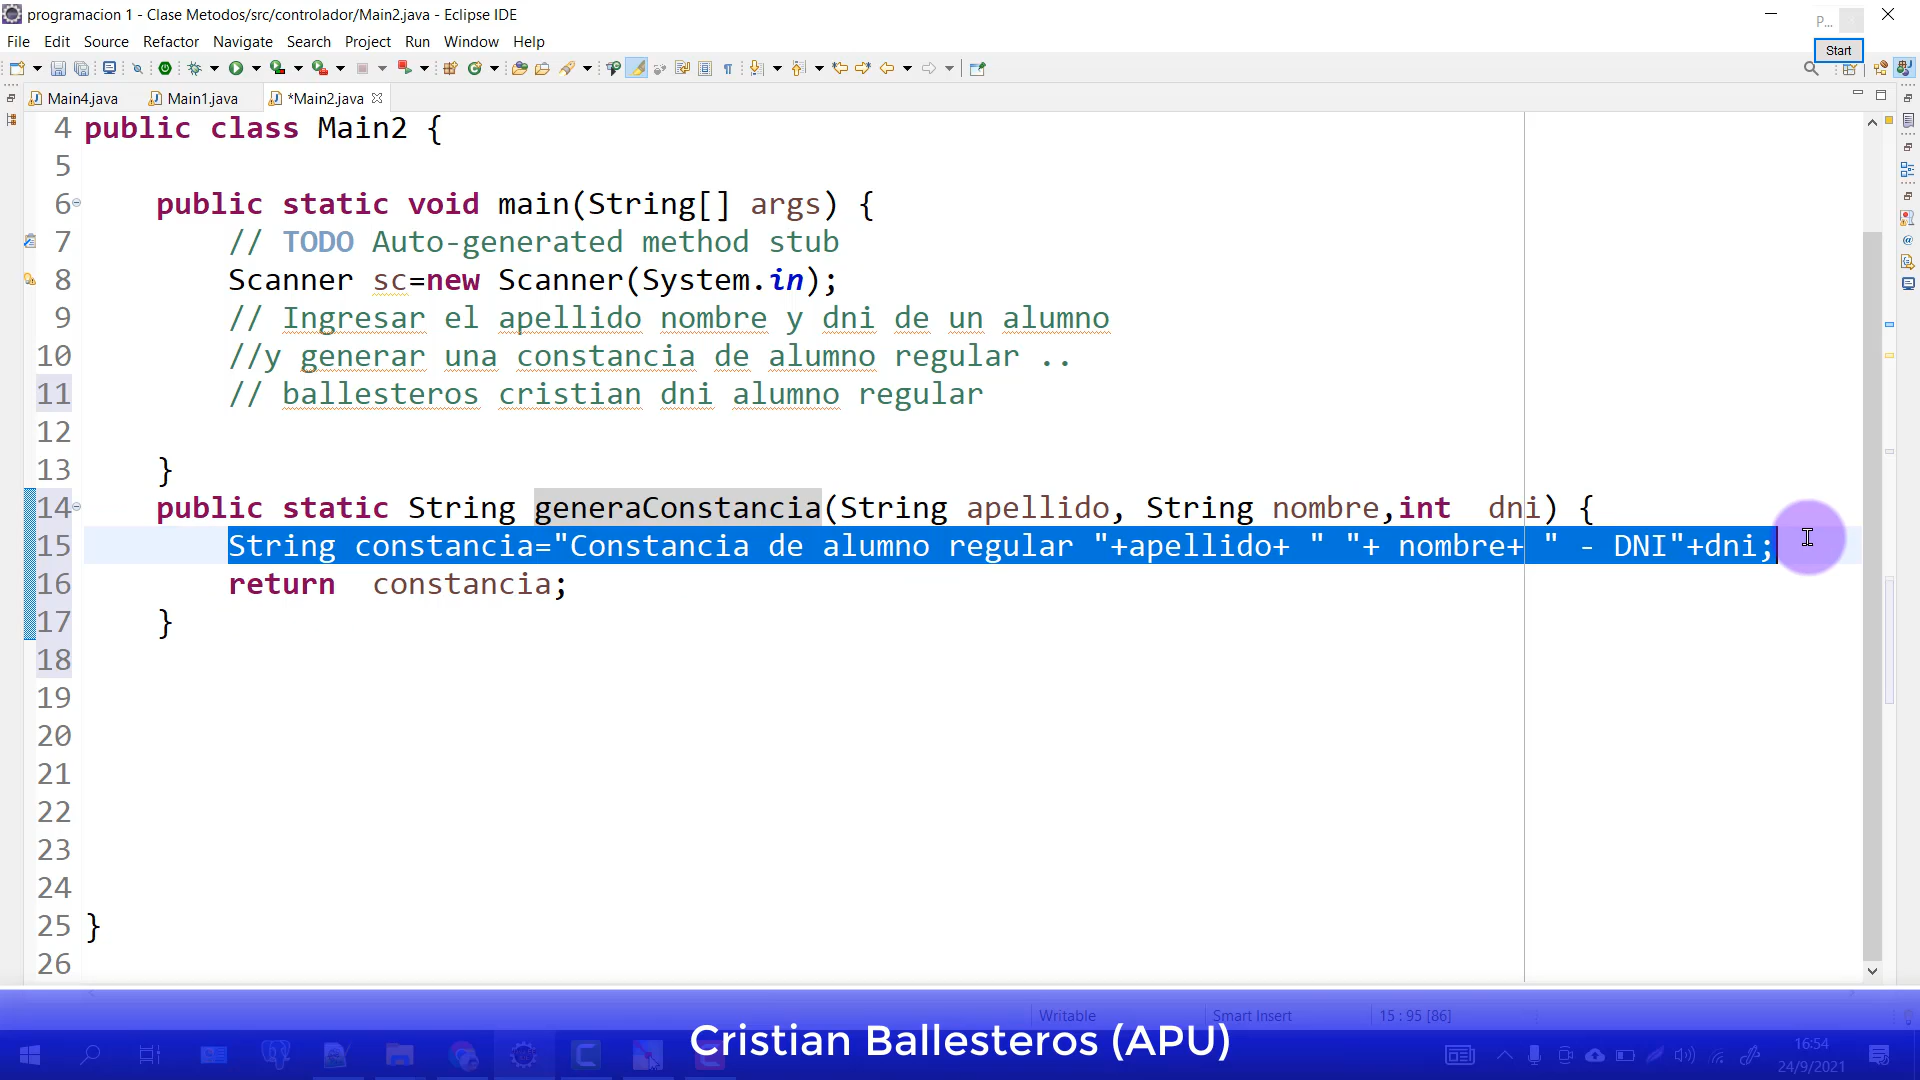 programacion 1 - Clase Metodos/src/controlador/Main2.java - Eclipse IDE
P...
File Edit Source Refactor Navigate Search Project Run Window Help
Start
Main4.java Main1.java *Main2.java
4 public class Main2 {
5
6 public static void main(String[] args) {
7 // TODO Auto-generated method stub
8 Scanner sc=new Scanner(System.in);
9 // Ingresar el apellido nombre y dni de un alumno
10 //y generar una constancia de alumno regular ..
11 // ballesteros cristian dni alumno regular
12
13 }
14 public static String generaConstancia(String apellido, String nombre,int dni) {
15 String constancia="Constancia de alumno regular "+apellido+ " "+ nombre+ " - DNI"+dni;
16 return constancia;
17 }
18
19
20
21
22
23
24
25 }
26
Writable Smart Insert 15 : 95 [86]
Cristian Ballesteros (APU)
16:54
24/9/2021